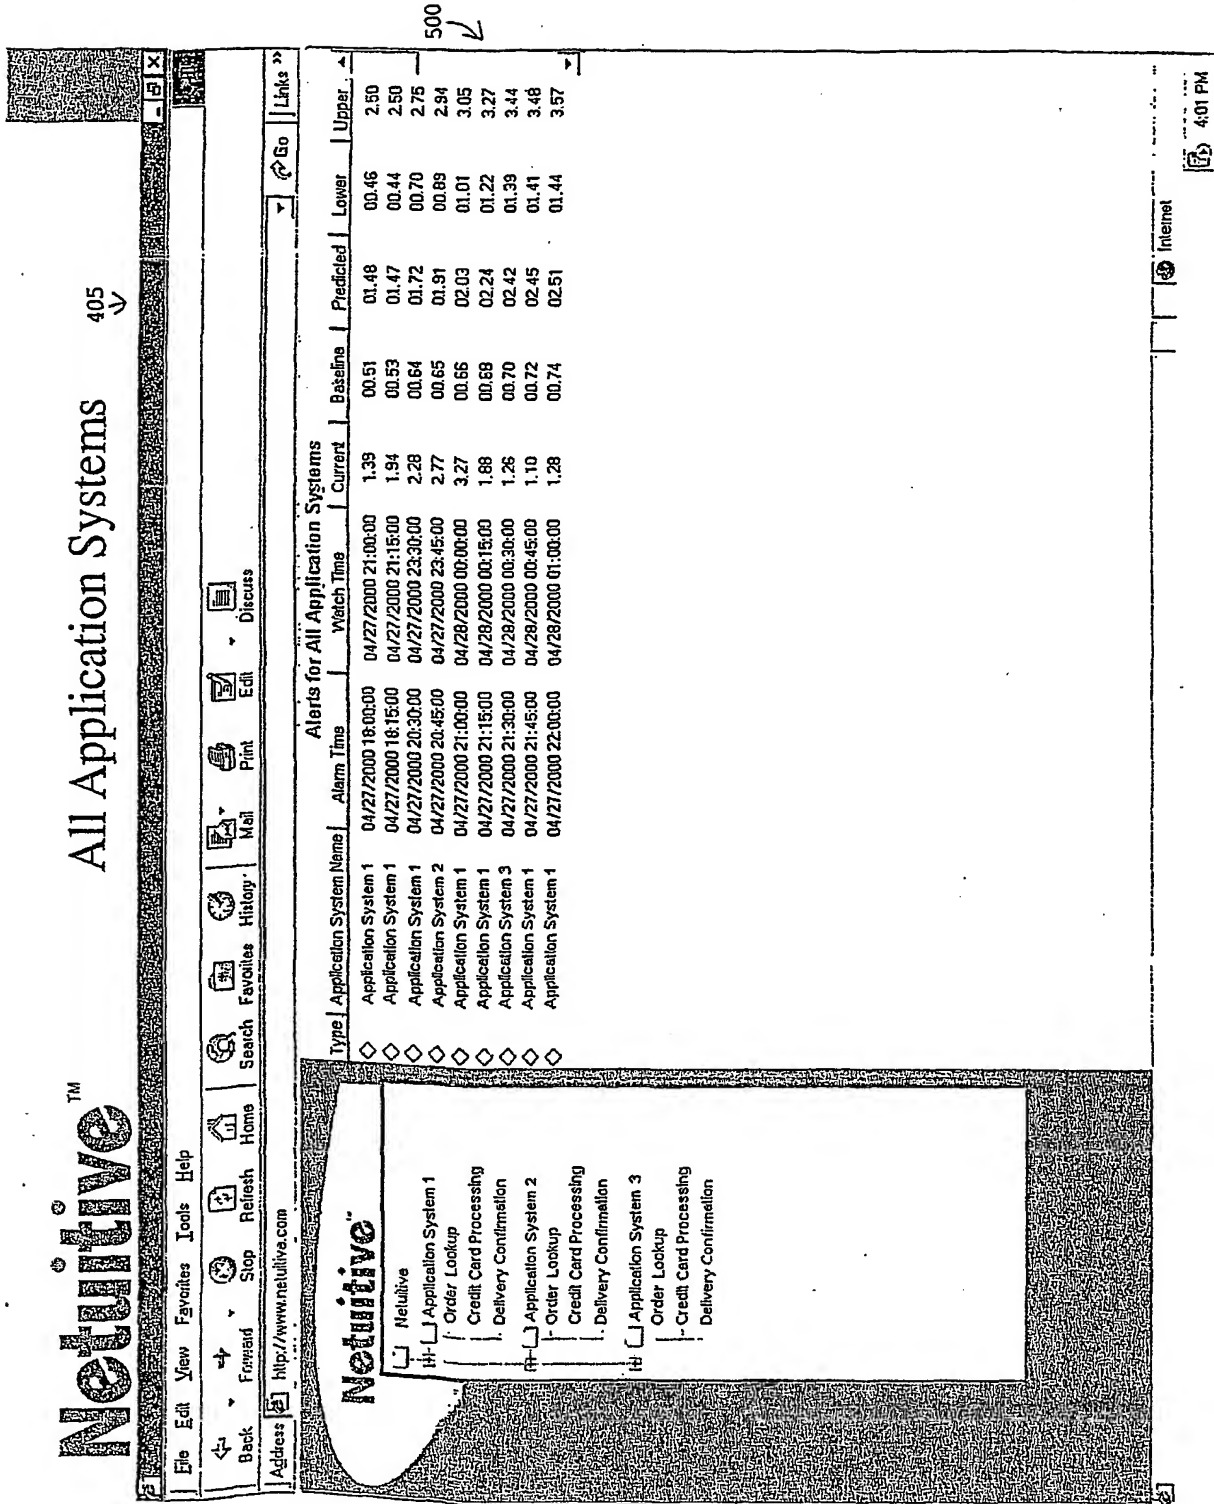 Netuitive™
All Application Systems
405
500
File Edit View Favorites Tools Help
Back Forward Stop Refresh Home Search Favorites History Mail Print Edit Discuss
Address http://www.netuitive.com Go Links »
Netuitive™
Netuitive
Application System 1
Order Lookup
Credit Card Processing
Delivery Confirmation
Application System 2
Order Lookup
Credit Card Processing
Delivery Confirmation
Application System 3
Order Lookup
Credit Card Processing
Delivery Confirmation
Alerts for All Application Systems
Type Application System Name Alarm Time Watch Time Current Baseline Predicted Lower Upper
Application System 1 04/27/2000 18:00:00 04/27/2000 21:00:00 1.39 00.51 01.48 00.46 2.50
Application System 1 04/27/2000 18:15:00 04/27/2000 21:15:00 1.94 00.53 01.47 00.44 2.50
Application System 1 04/27/2000 20:30:00 04/27/2000 23:30:00 2.28 00.64 01.72 00.70 2.75
Application System 2 04/27/2000 20:45:00 04/27/2000 23:45:00 2.77 00.65 01.91 00.89 2.94
Application System 1 04/27/2000 21:00:00 04/28/2000 00:00:00 3.27 00.66 02.03 01.01 3.05
Application System 1 04/27/2000 21:15:00 04/28/2000 00:15:00 1.88 00.68 02.24 01.22 3.27
Application System 3 04/27/2000 21:30:00 04/28/2000 00:30:00 1.26 00.70 02.42 01.39 3.44
Application System 1 04/27/2000 21:45:00 04/28/2000 00:45:00 1.10 00.72 02.45 01.41 3.48
Application System 1 04/27/2000 22:00:00 04/28/2000 01:00:00 1.28 00.74 02.51 01.44 3.57
Internet
4:01 PM